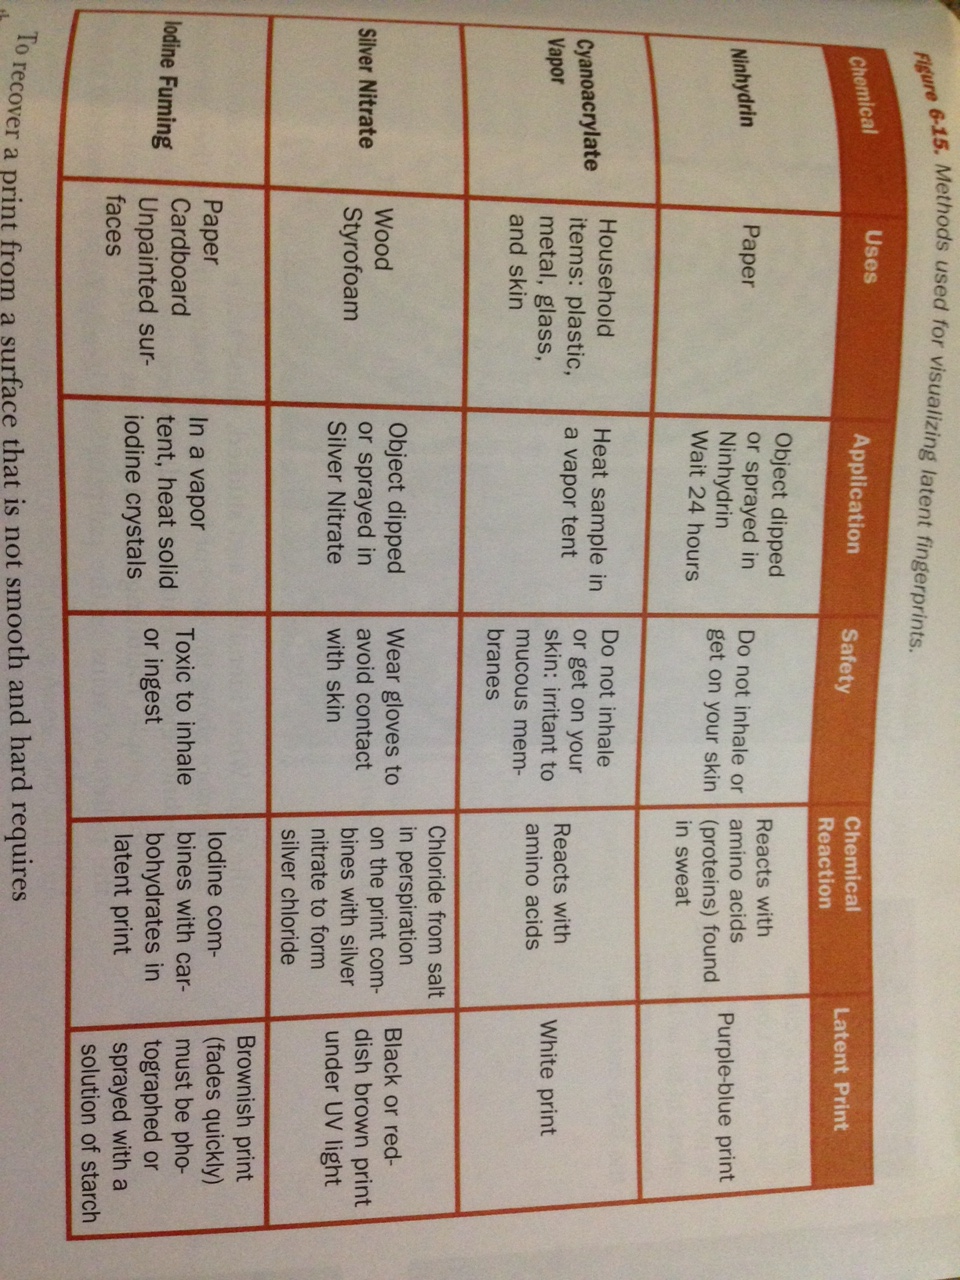 Figure 6-15. Methods used for visualizing latent fingerprints.
Chemical
Uses
Application
Safety
Chemical
Reaction
Latent Print
Ninhydrin
Paper
Object dipped
or sprayed in
Ninhydrin
Wait 24 hours
Do not inhale or
get on your skin
Reacts with
amino acids
(proteins) found
in sweat
Purple-blue print
Cyanoacrylate
Vapor
Household
items: plastic,
metal, glass,
and skin
Heat sample in
a vapor tent
Do not inhale
or get on your
skin: irritant to
mucous mem-
branes
Reacts with
amino acids
White print
Silver Nitrate
Wood
Styrofoam
Object dipped
or sprayed in
Silver Nitrate
Wear gloves to
avoid contact
with skin
Chloride from salt
in perspiration
on the print com-
bines with silver
nitrate to form
silver chloride
Black or red-
dish brown print
under UV light
Iodine Fuming
Paper
Cardboard
Unpainted sur-
faces
In a vapor
tent, heat solid
iodine crystals
Toxic to inhale
or ingest
Iodine com-
bines with car-
bohydrates in
latent print
Brownish print
(fades quickly)
must be pho-
tographed or
sprayed with a
solution of starch
To recover a print from a surface that is not smooth and hard requires